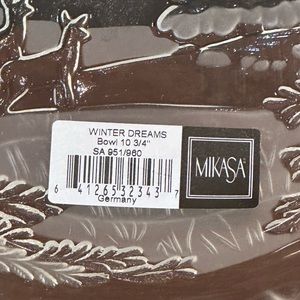 WINTER DREAMS
Bowl 10 3/4"
SA 951/960
MIKASA
6 41265 32343 7
Germany